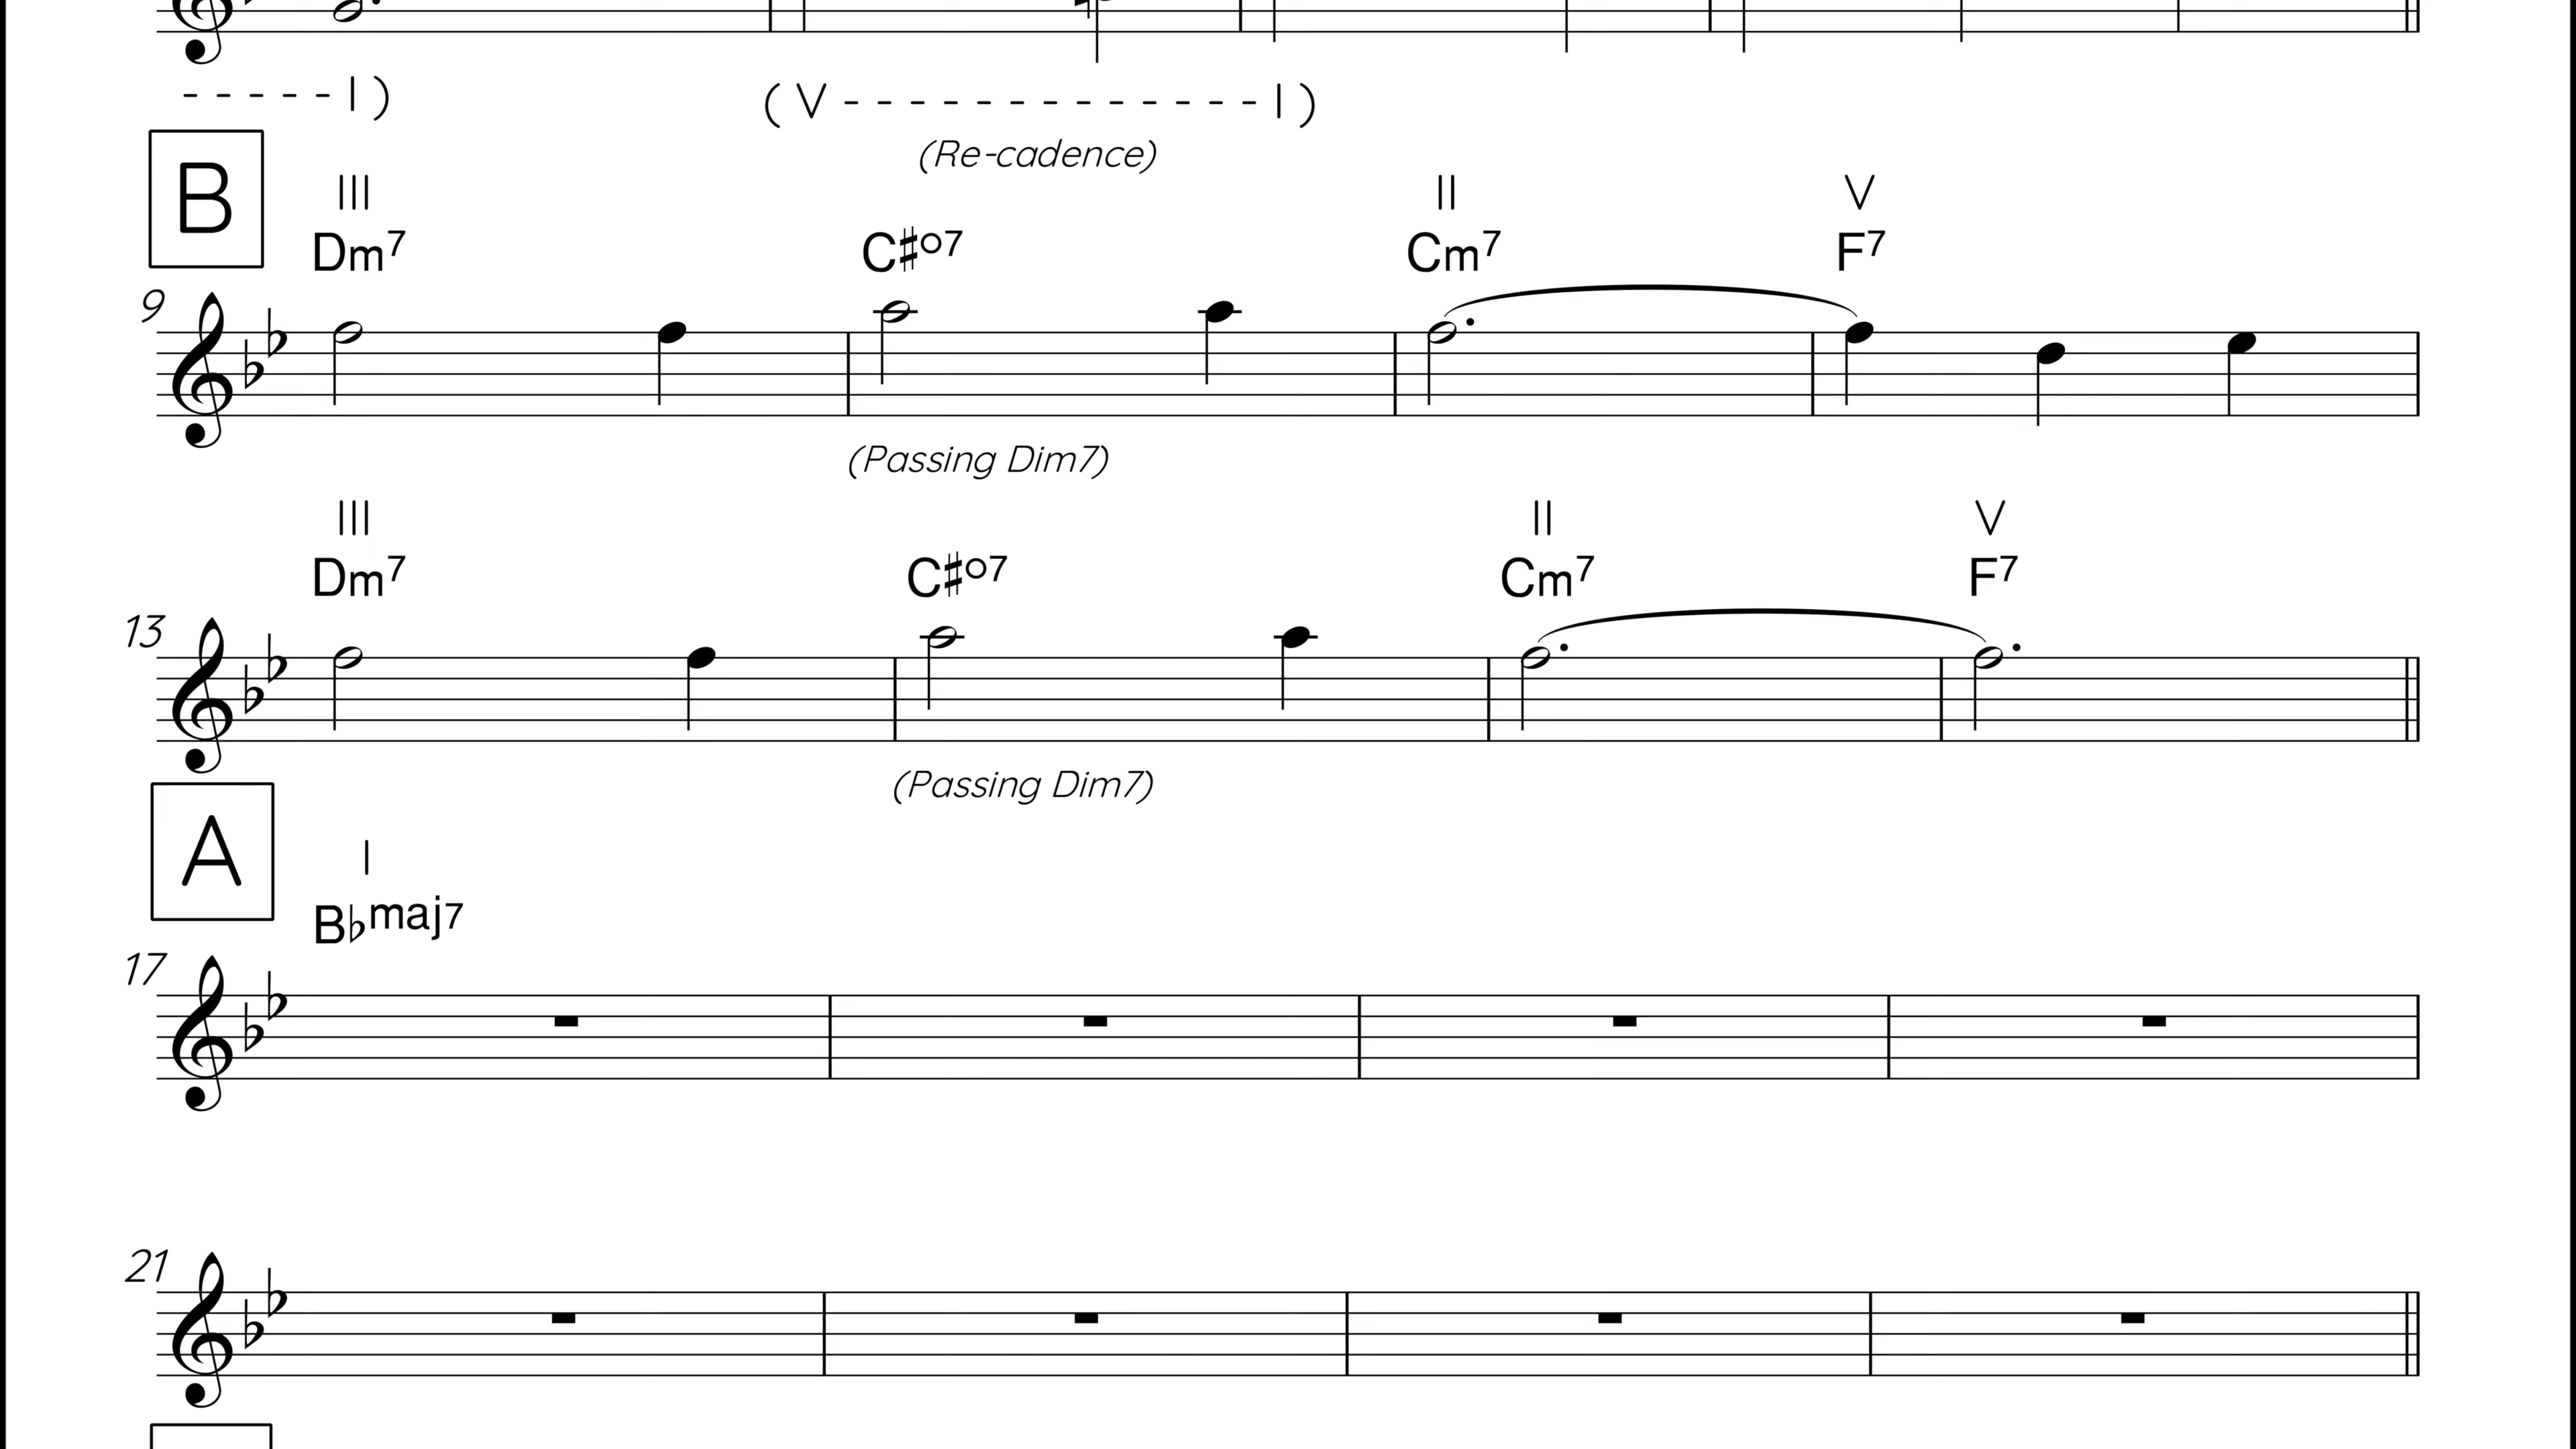 - - - - - I ) ( V - - - - - - - - - - - - - I )
(Re-cadence)
B III II V
Dm7 C♯○7 Cm7 F7
9
(Passing Dim7)
III II V
Dm7 C♯○7 Cm7 F7
13
(Passing Dim7)
A I
B♭maj7
17
21